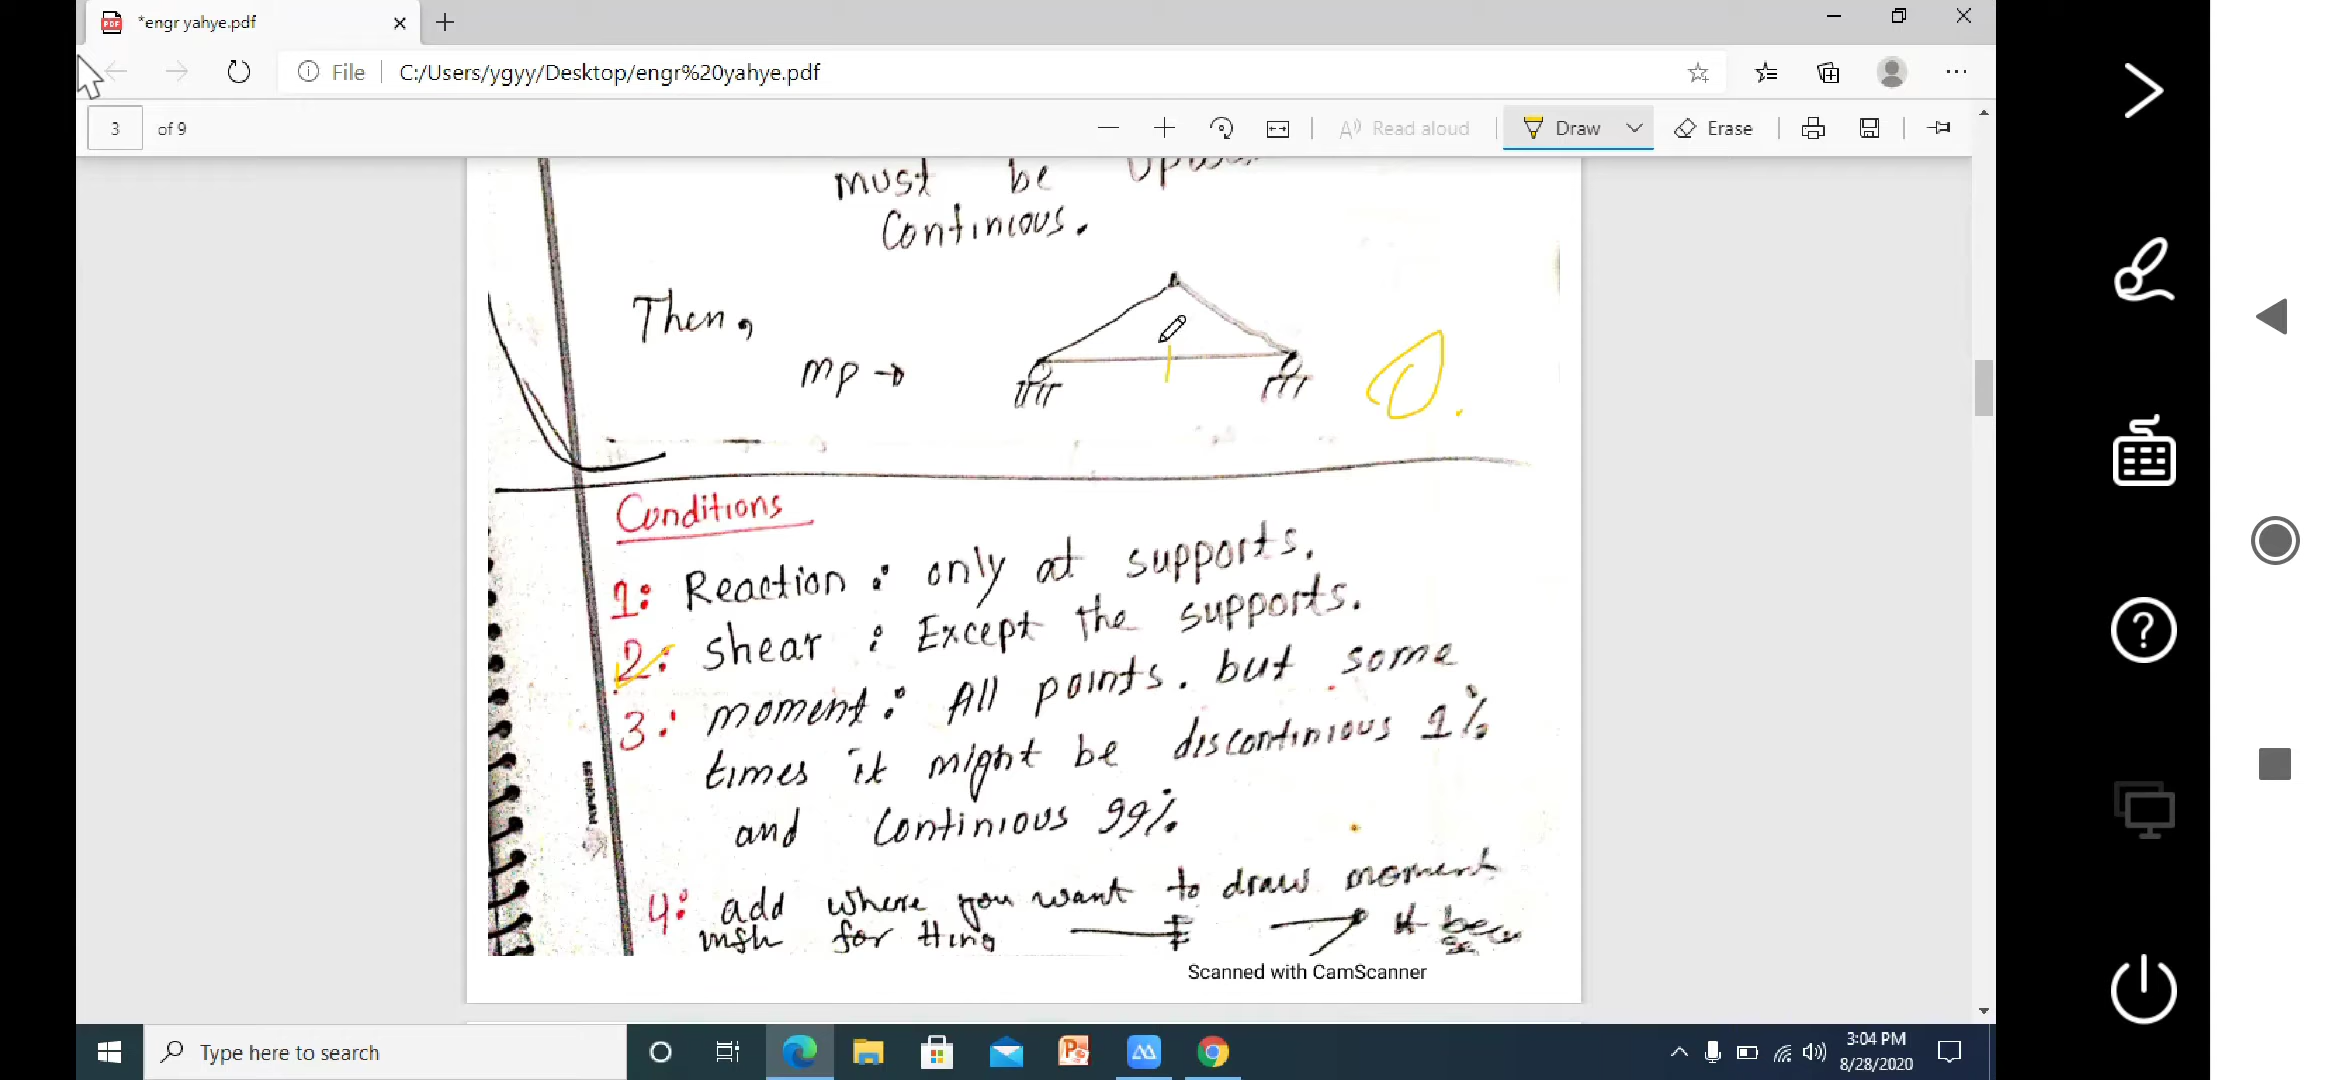 *engr yahye.pdf
File C:/Users/ygyy/Desktop/engr%20yahye.pdf
3 of 9
Read aloud
Draw
Erase
must be
Continious.
Then,
mp →
Conditions
1: Reaction : only at supports.
2: shear : Except the supports.
3: moment : All points. but some
times it might be discontinious 1%
and Continious 99%.
4: add where you want to draw moment
for
Scanned with CamScanner
Type here to search
3:04 PM
8/28/2020